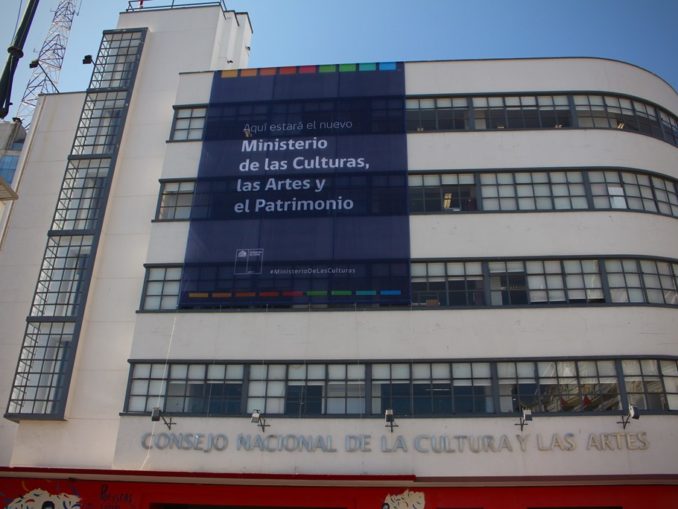 Aquí estará el nuevo
Ministerio
de las Culturas,
las Artes y
el Patrimonio
#MinisterioDeLasCulturas
CONSEJO NACIONAL DE LA CULTURA Y LAS ARTES